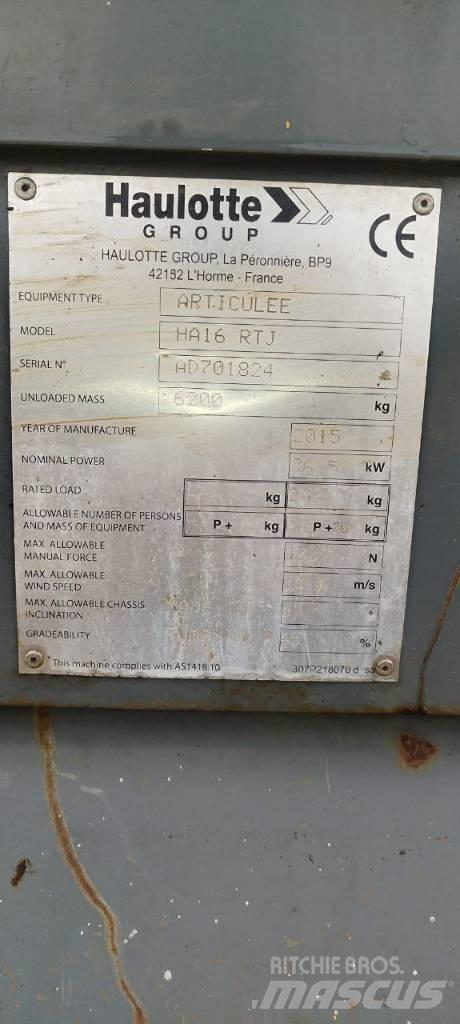 Haulotte
GROUP
CE
HAULOTTE GROUP, La Péronnière, BP9
42152 L'Horme - France
EQUIPMENT TYPE ARTICULEE
MODEL HA16 RTJ
SERIAL N° AD701824
UNLOADED MASS 6200 kg
YEAR OF MANUFACTURE 2015
NOMINAL POWER kW
RATED LOAD kg kg
ALLOWABLE NUMBER OF PERSONS
AND MASS OF EQUIPMENT P + kg P + kg
MAX. ALLOWABLE
MANUAL FORCE N
MAX. ALLOWABLE
WIND SPEED m/s
MAX. ALLOWABLE CHASSIS
INCLINATION °
GRADEABILITY %
*This machine complies with AS1418.10
307P218070 d
RITCHIE BROS.
MASCUS